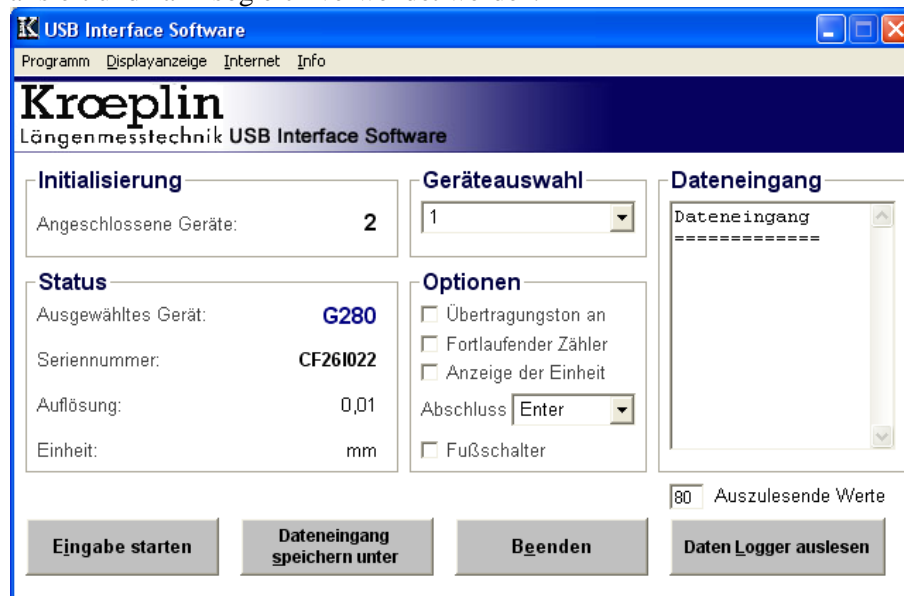 USB Interface Software
Programm Displayanzeige Internet Info
Krœplin
Längenmesstechnik USB Interface Software
Initialisierung
Angeschlossene Geräte: 2
Geräteauswahl
1
Dateneingang
Dateneingang
=============
Status
Ausgewähltes Gerät: G280
Seriennummer: CF26I022
Auflösung: 0,01
Einheit: mm
Optionen
Übertragungston an
Fortlaufender Zähler
Anzeige der Einheit
Abschluss Enter
Fußschalter
80 Auszulesende Werte
Eingabe starten
Dateneingang
speichern unter
Beenden
Daten Logger auslesen